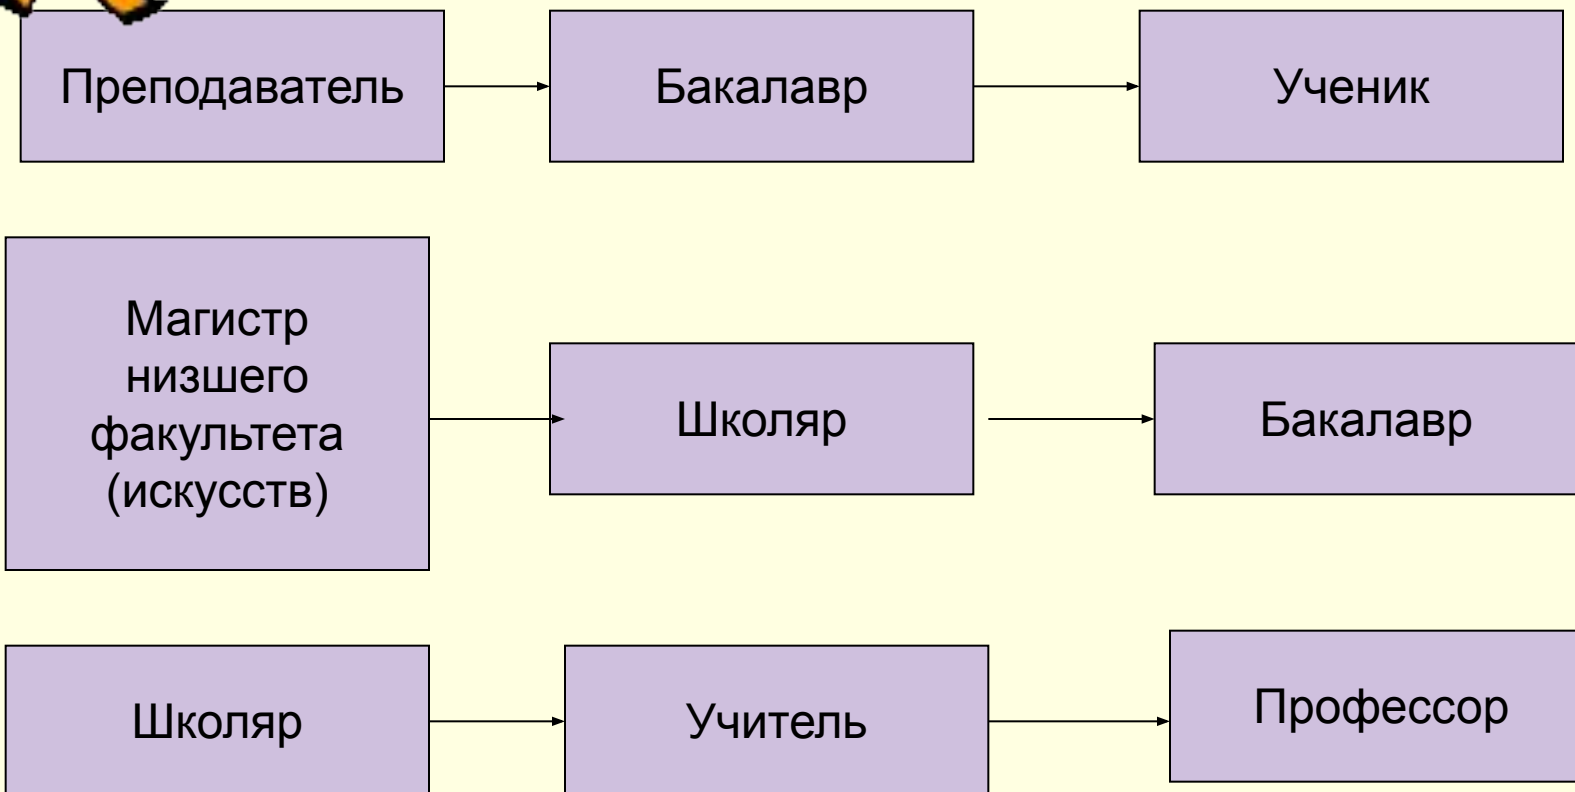 Преподаватель
Бакалавр
Ученик
Магистр
низшего
факультета
(искусств)
Школяр
Бакалавр
Школяр
Учитель
Профессор